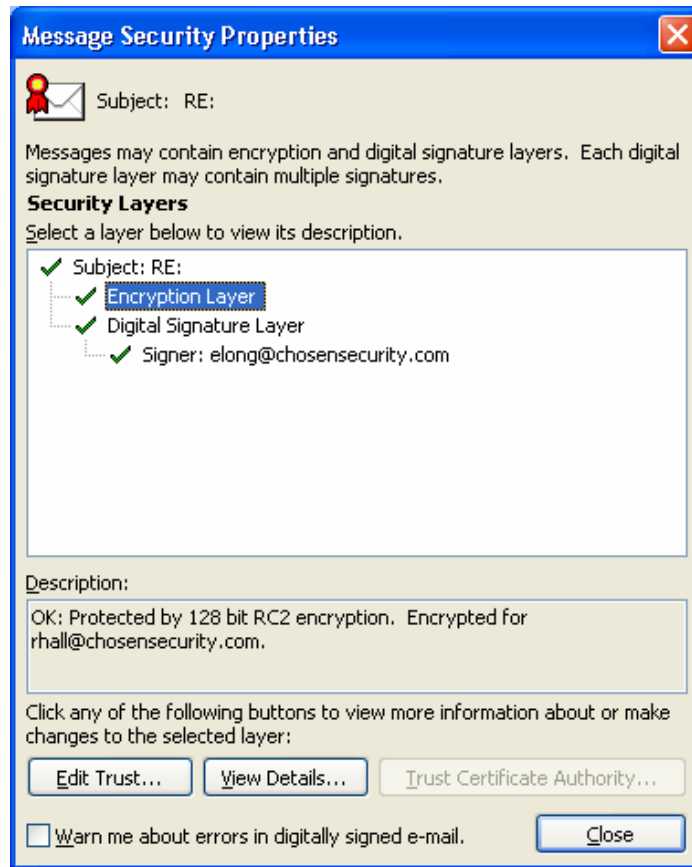 Message Security Properties
Subject: RE:
Messages may contain encryption and digital signature layers. Each digital
signature layer may contain multiple signatures.
Security Layers
Select a layer below to view its description.
Subject: RE:
Encryption Layer
Digital Signature Layer
Signer: elong@chosensecurity.com
Description:
OK: Protected by 128 bit RC2 encryption. Encrypted for
rhall@chosensecurity.com.
Click any of the following buttons to view more information about or make
changes to the selected layer:
Edit Trust... View Details... Trust Certificate Authority...
Warn me about errors in digitally signed e-mail. Close